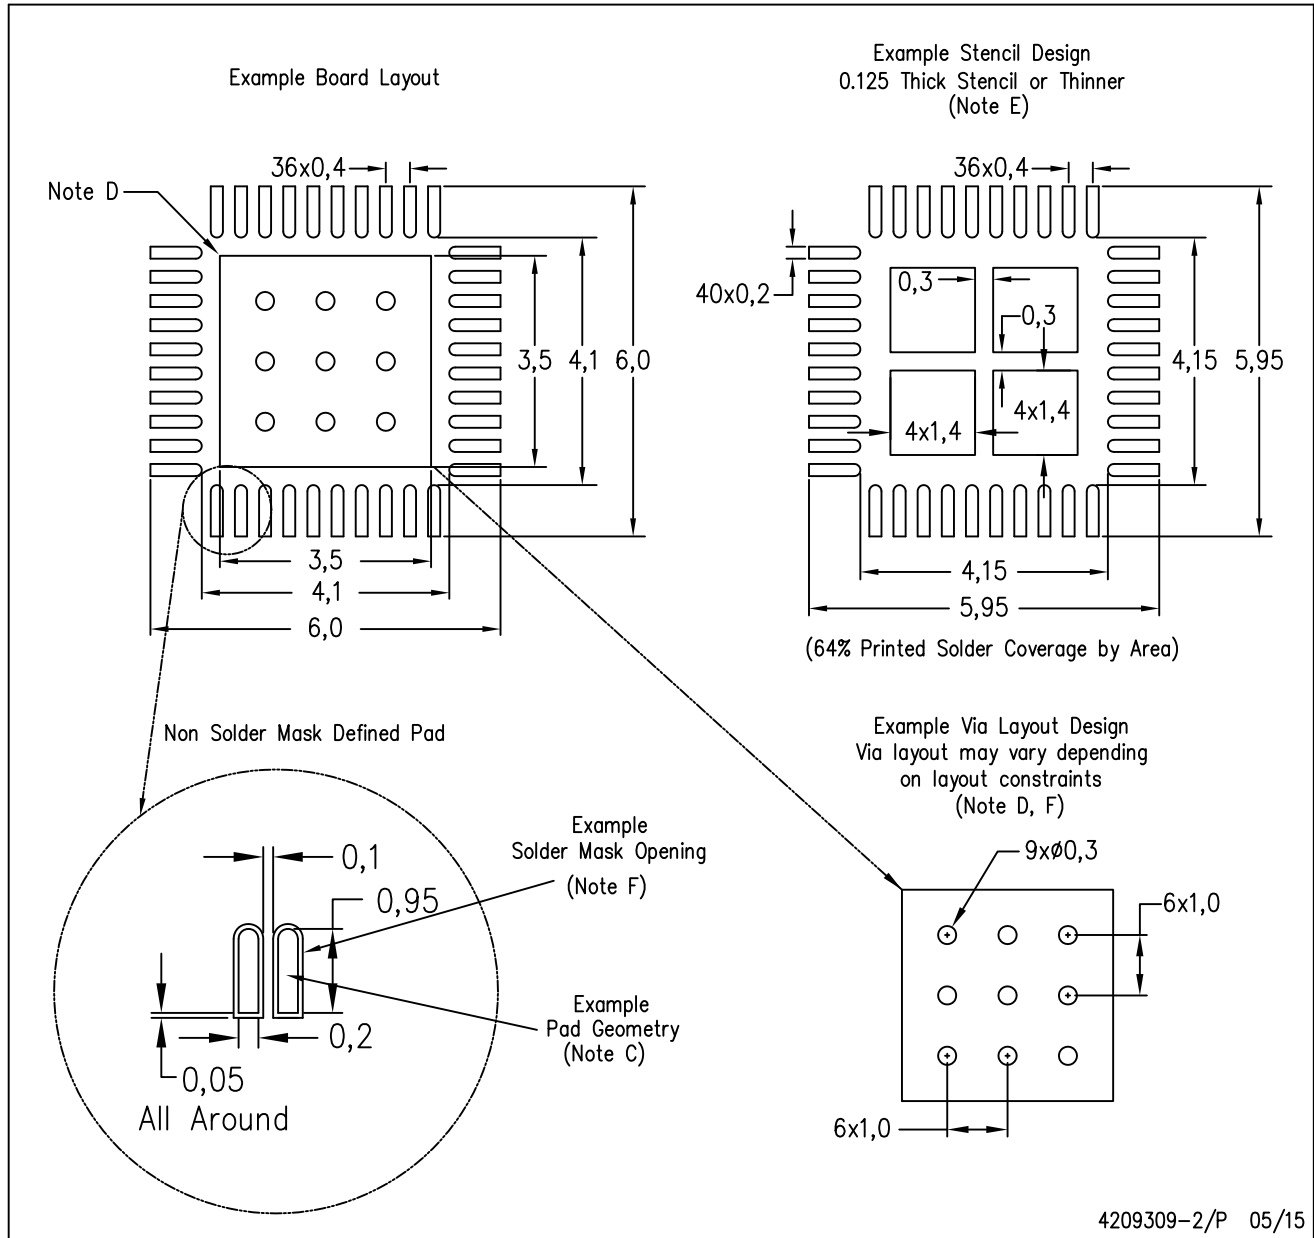 Example Board Layout
36x0,4
Note D
3,5
4,1
6,0
3,5
4,1
6,0
Example Stencil Design
0.125 Thick Stencil or Thinner
(Note E)
36x0,4
40x0,2
0,3
0,3
4x1,4
4x1,4
4,15
5,95
4,15
5,95
(64% Printed Solder Coverage by Area)
Non Solder Mask Defined Pad
0,1
0,95
0,2
0,05
All Around
Example
Solder Mask Opening
(Note F)
Example
Pad Geometry
(Note C)
Example Via Layout Design
Via layout may vary depending
on layout constraints
(Note D, F)
9xø0,3
6x1,0
6x1,0
4209309-2/P 05/15